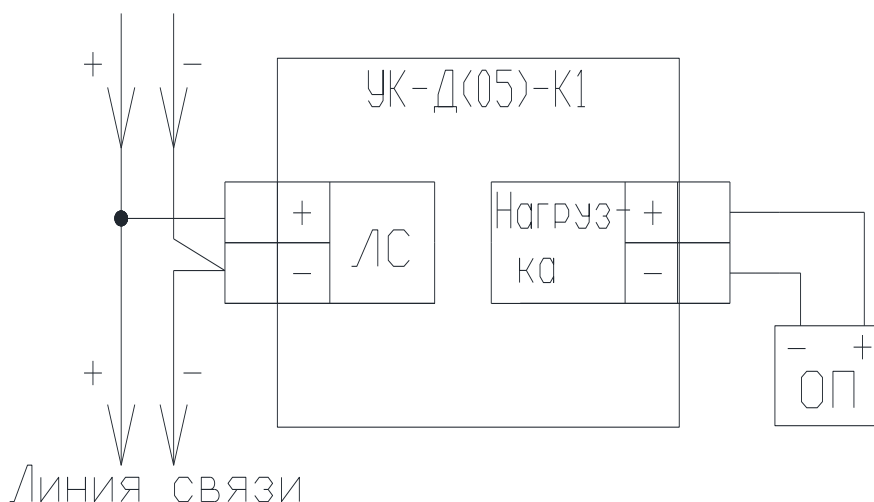 + −
УК-Д(05)-К1
+ ЛС
−
Нагруз- +
ка −
− +
ОП
+ −
Линия связи